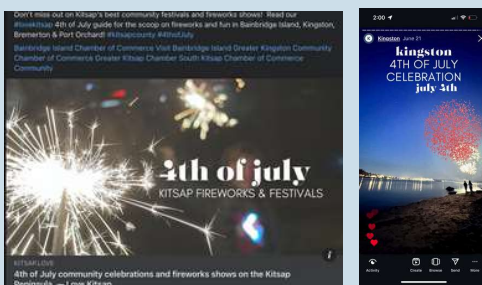 Don't miss out on Kitsap's best community festivals and fireworks shows! Read our
#lovekitsap 4th of July guide for the scoop on fireworks and fun in Bainbridge Island, Kingston,
Bremerton & Port Orchard! #kitsapcounty #4thofJuly
Bainbridge Island Chamber of Commerce Visit Bainbridge Island Greater Kingston Community
Chamber of Commerce Greater Kitsap Chamber South Kitsap Chamber of Commerce
Community
4th of july
KITSAP FIREWORKS & FESTIVALS
KITSAP.LOVE
4th of July community celebrations and fireworks shows on the Kitsap
Peninsula. — Love Kitsap
2:00
Kingston June 21
kingston
4TH OF JULY
CELEBRATION
july 4th
Activity
Create
Browse
Send
More